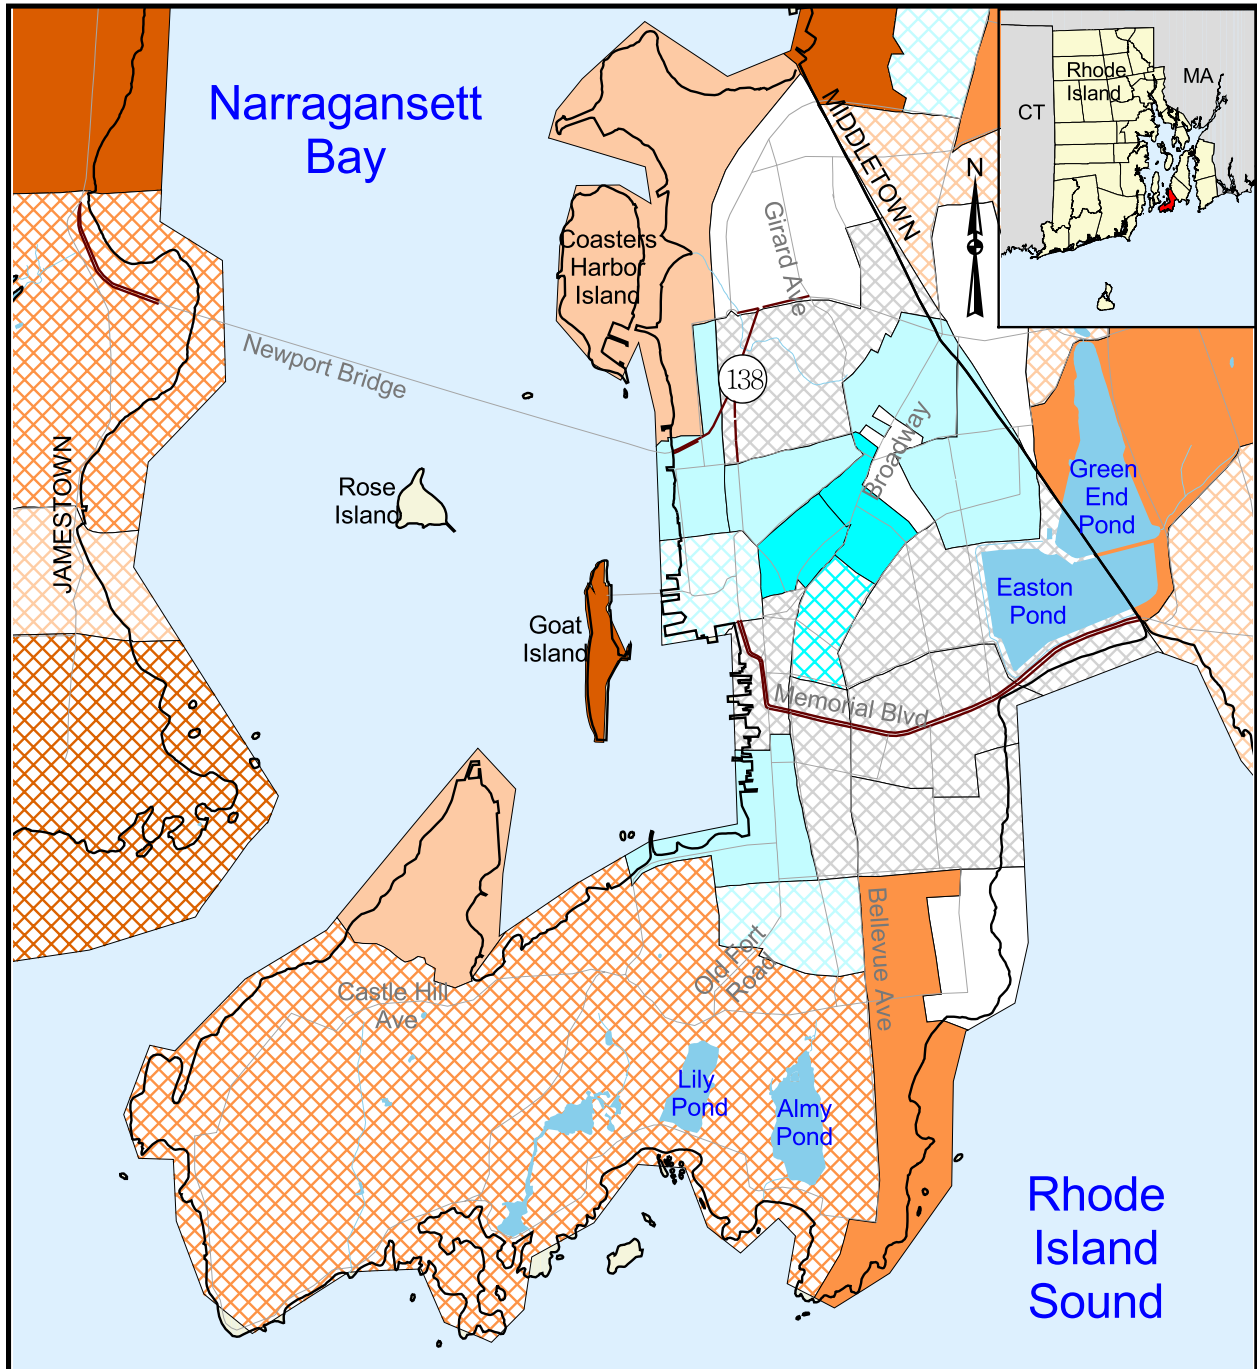 Narragansett
Bay
MIDDLETOWN
Rhode
Island
MA
CT
N
Girard Ave
Coasters
Harbor
Island
Newport Bridge
138
Broadway
JAMESTOWN
Rose
Island
Green
End
Pond
Easton
Pond
Goat
Island
Memorial Blvd
Bellevue Ave
Old Fort
Road
Castle Hill
Ave
Lily
Pond
Almy
Pond
Rhode
Island
Sound